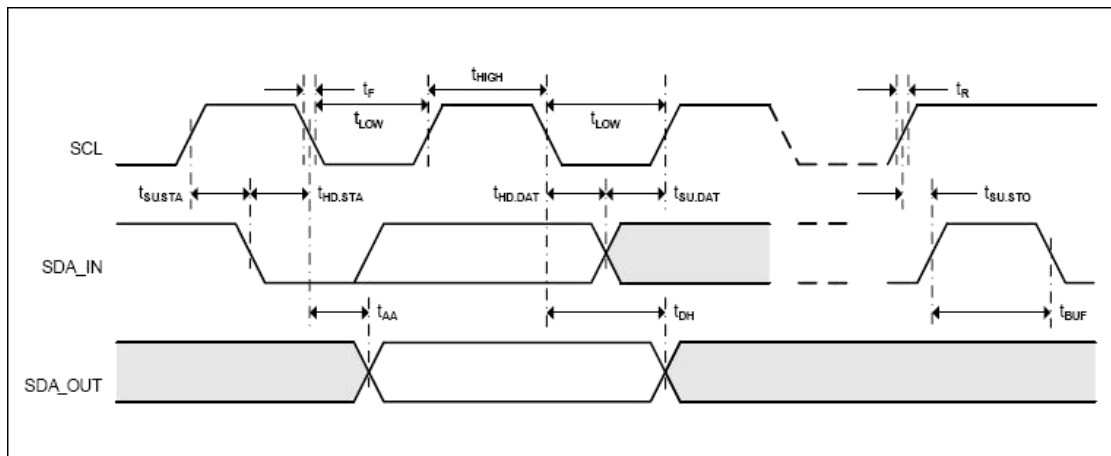 tHIGH
tF
tR
tLOW
tLOW
SCL
tSU.STA
tHD.STA
tHD.DAT
tSU.DAT
tSU.STO
SDA_IN
tAA
tDH
tBUF
SDA_OUT